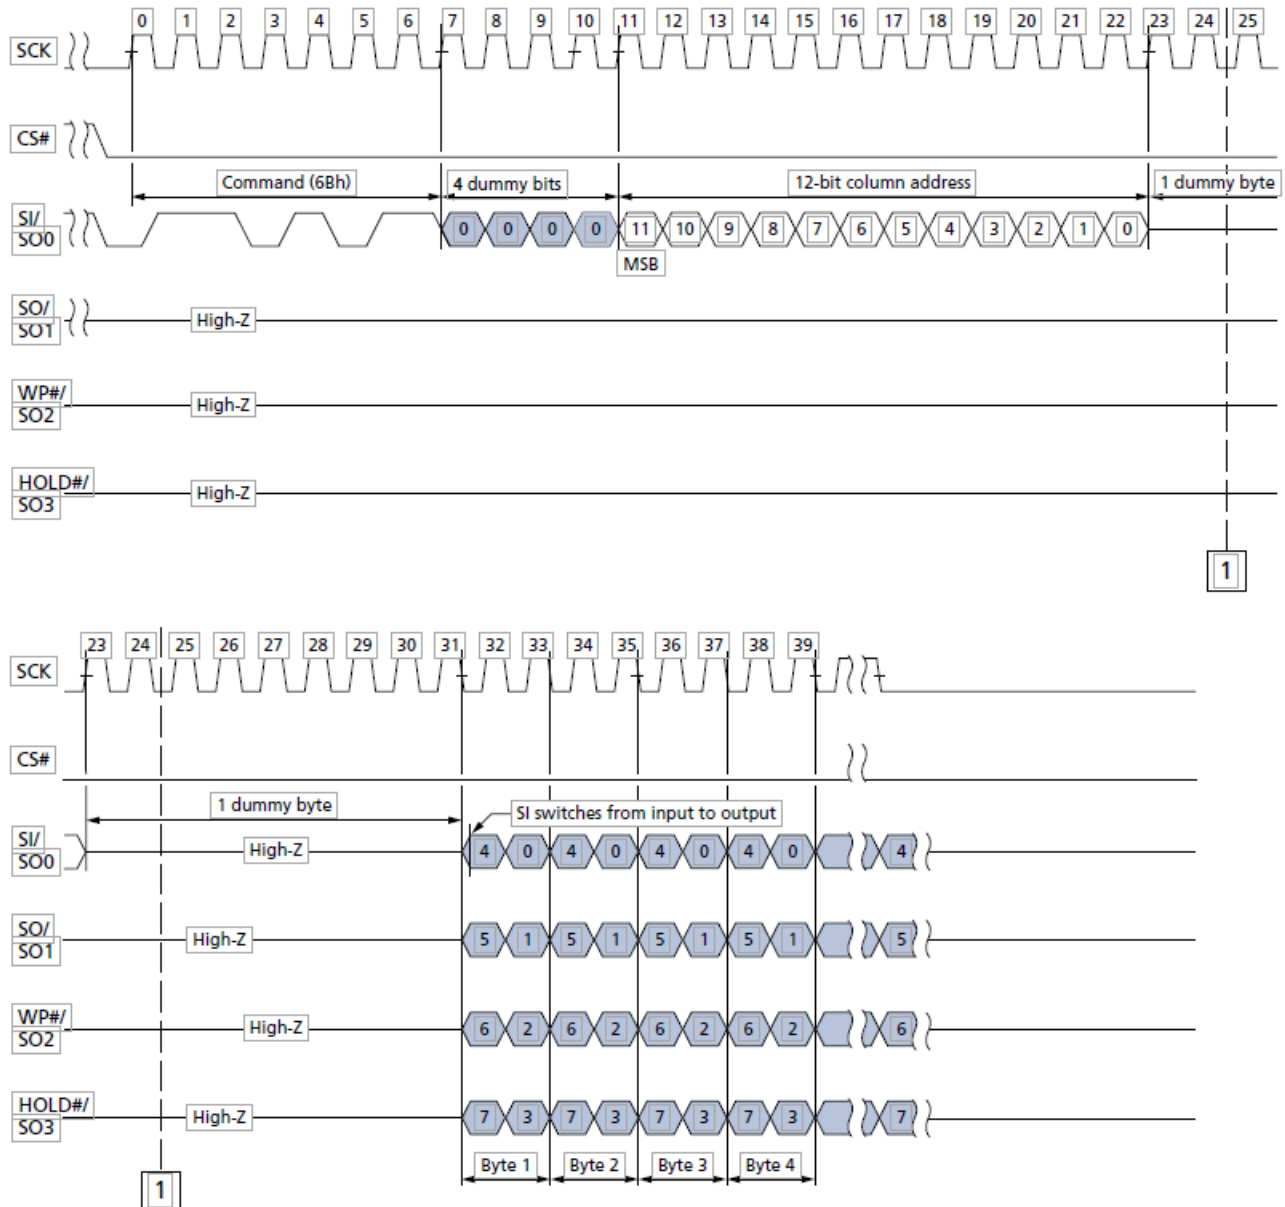 0 1 2 3 4 5 6 7 8 9 10 11 12 13 14 15 16 17 18 19 20 21 22 23 24 25
SCK
CS#
Command (6Bh) 4 dummy bits 12-bit column address 1 dummy byte
SI/
SO0
0 0 0 0 11 10 9 8 7 6 5 4 3 2 1 0
MSB
SO/
SO1
High-Z
WP#/
SO2
High-Z
HOLD#/
SO3
High-Z
1
23 24 25 26 27 28 29 30 31 32 33 34 35 36 37 38 39
SCK
CS#
1 dummy byte
SI switches from input to output
SI/
SO0
High-Z 4 0 4 0 4 0 4 0 4
SO/
SO1
High-Z 5 1 5 1 5 1 5 1 5
WP#/
SO2
High-Z 6 2 6 2 6 2 6 2 6
HOLD#/
SO3
High-Z 7 3 7 3 7 3 7 3 7
Byte 1 Byte 2 Byte 3 Byte 4
1